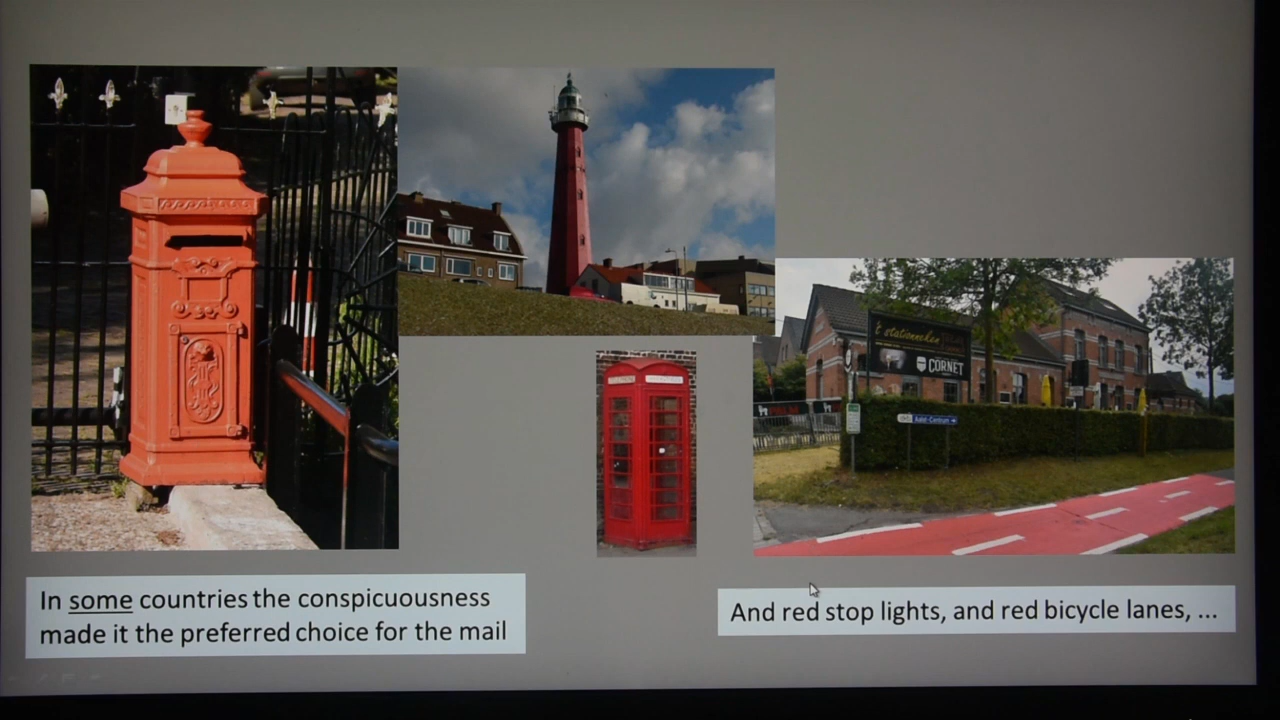 't stationneken
CORNET
Aalst-Centrum
In some countries the conspicuousness
made it the preferred choice for the mail
And red stop lights, and red bicycle lanes, ...